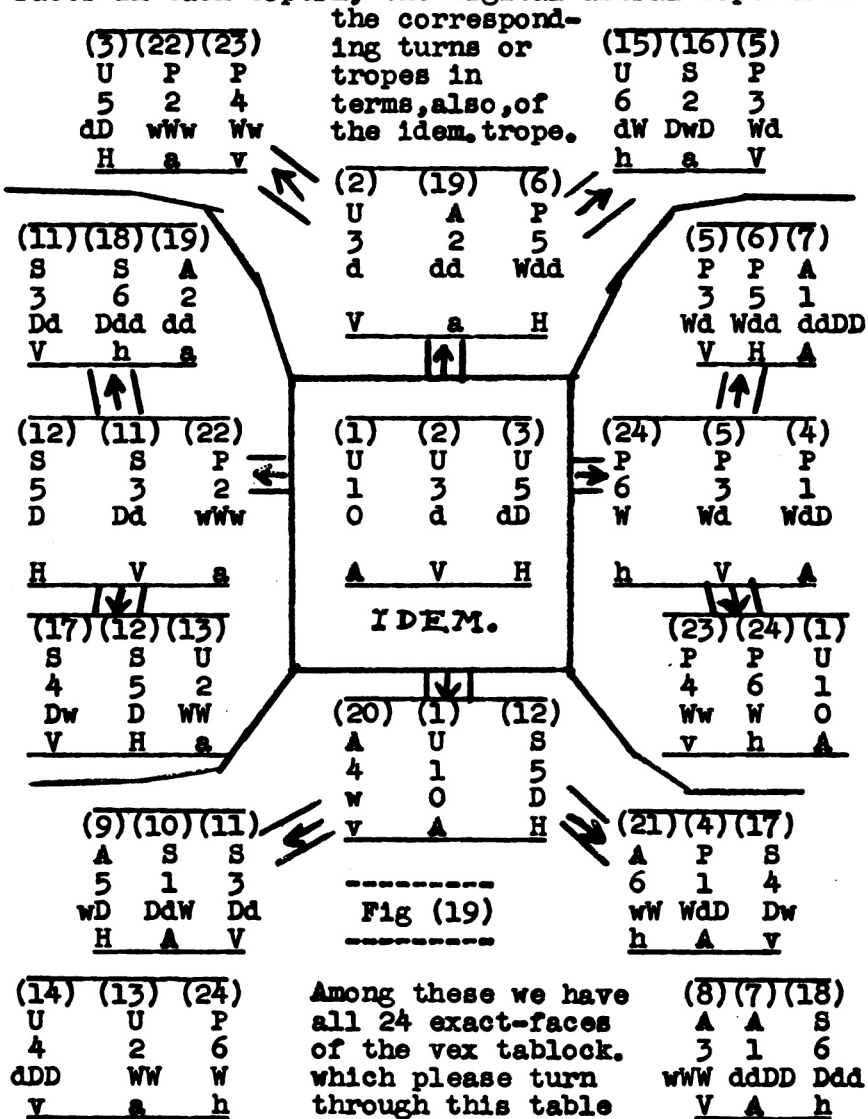 the correspond-
ing turns or
tropes in
terms,also,of
the idem.trope.
(3)(22)(23)
U P P
5 2 4
dD wWw Ww
H a v
(15)(16)(5)
U S P
6 2 3
dW DwD Wd
h a V
(2) (19) (6)
U A P
3 2 5
d dd Wdd
V a H
(11)(18)(19)
S S A
3 6 2
Dd Ddd dd
V h a
(5)(6)(7)
P P A
3 5 1
Wd Wdd ddDD
V H A
(12) (11) (22)
S S P
5 3 2
D Dd wWw
H V a
(1) (2) (3)
U U U
1 3 5
O d dD
A V H
IDEM.
(24) (5) (4)
P P P
6 3 1
W Wd WdD
h V A
(17)(12)(13)
S S U
4 5 2
Dw D WW
V H a
(23)(24)(1)
P P U
4 6 1
Ww W O
v h A
(20) (1) (12)
A U S
4 1 5
w O D
v A H
(9)(10)(11)
A S S
5 1 3
wD DdW Dd
H A V
Fig (19)
(21)(4)(17)
A P S
6 1 4
wW WdD Dw
h A v
(14) (13) (24)
U U P
4 2 6
dDD WW W
v a h
Among these we have
all 24 exact-faces
of the vex tablock.
which please turn
through this table
(8)(7)(18)
A A S
3 1 6
wWW ddDD Ddd
V A h